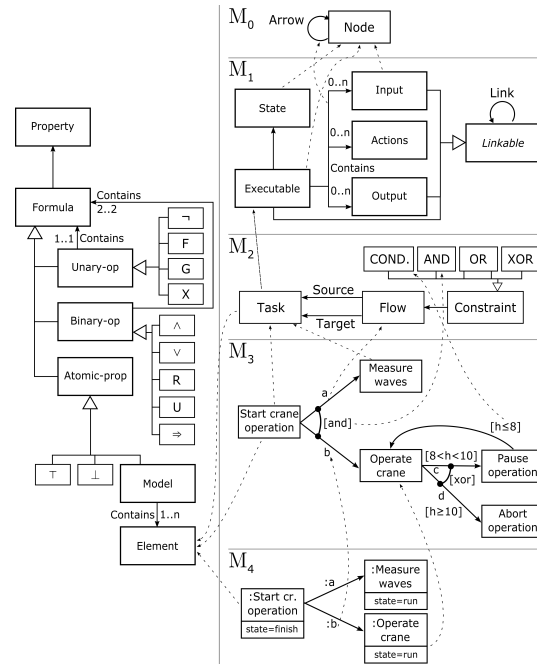 Property
Formula
Contains
2..2
1..1
Contains
Unary-op
¬
F
G
X
Binary-op
∧
∨
R
U
⇒
Atomic-prop
⊤
⊥
Model
Contains
1..n
Element
M0
Arrow
Node
M1
State
0..n
Input
Link
0..n
Actions
Linkable
Contains
Executable
0..n
Output
M2
COND.
AND
OR
XOR
Source
Task
Flow
Constraint
Target
M3
Measure
waves
a
Start crane
operation
[and]
[h≤8]
b
Operate
crane
[8<h<10]
Pause
operation
c
[xor]
d
[h≥10]
Abort
operation
M4
:a
:Measure
waves
state=run
:Start cr.
operation
state=finish
:b
:Operate
crane
state=run